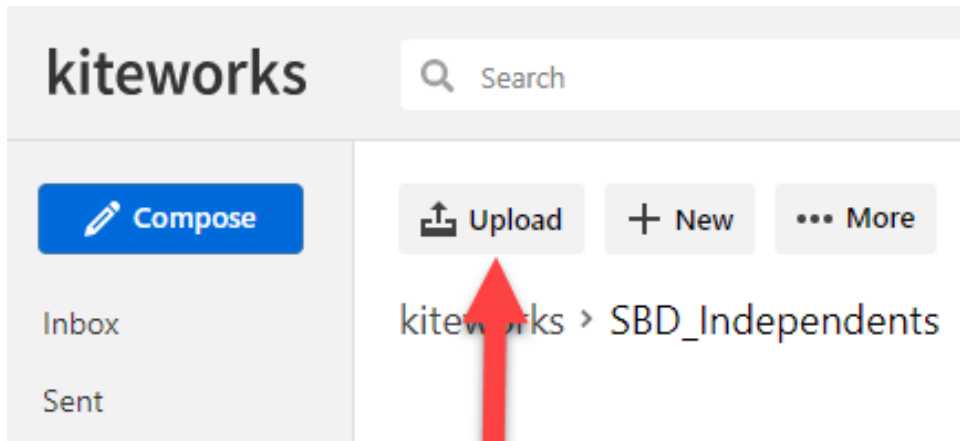 kiteworks
Search
Compose
Upload
New
More
kiteworks > SBD_Independents
Inbox
Sent